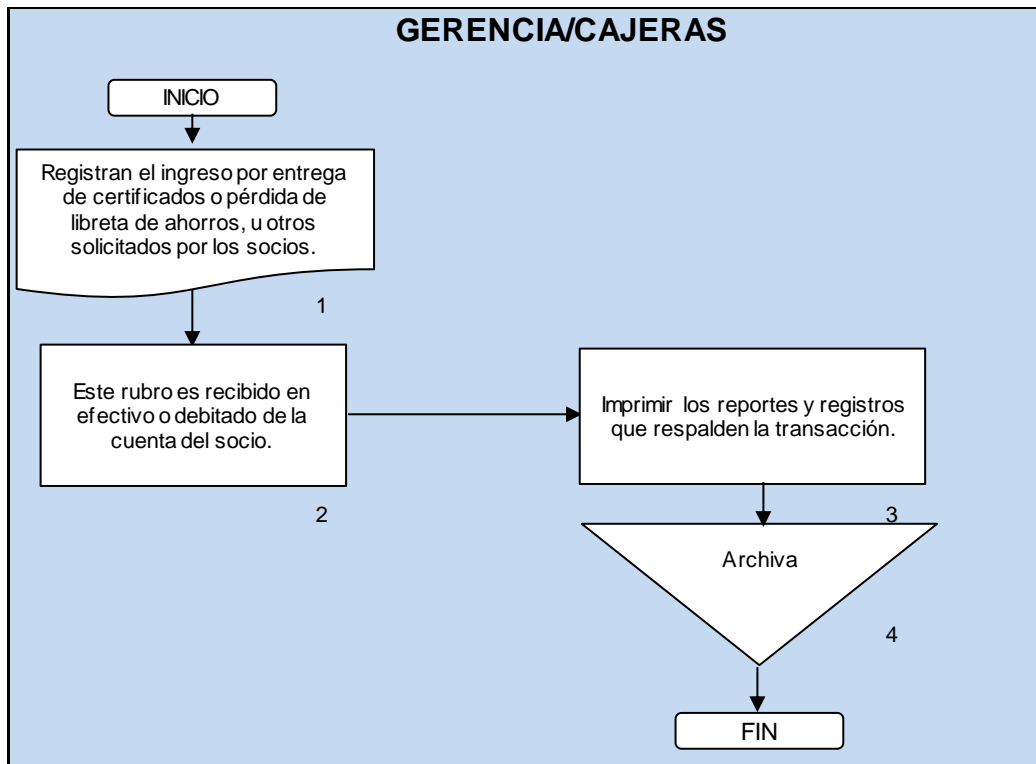 GERENCIA/CAJERAS
INICIO
Registran el ingreso por entrega
de certificados o pérdida de
libreta de ahorros, u otros
solicitados por los socios.
1
Este rubro es recibido en
efectivo o debitado de la
cuenta del socio.
2
Imprimir los reportes y registros
que respalden la transacción.
3
Archiva
4
FIN